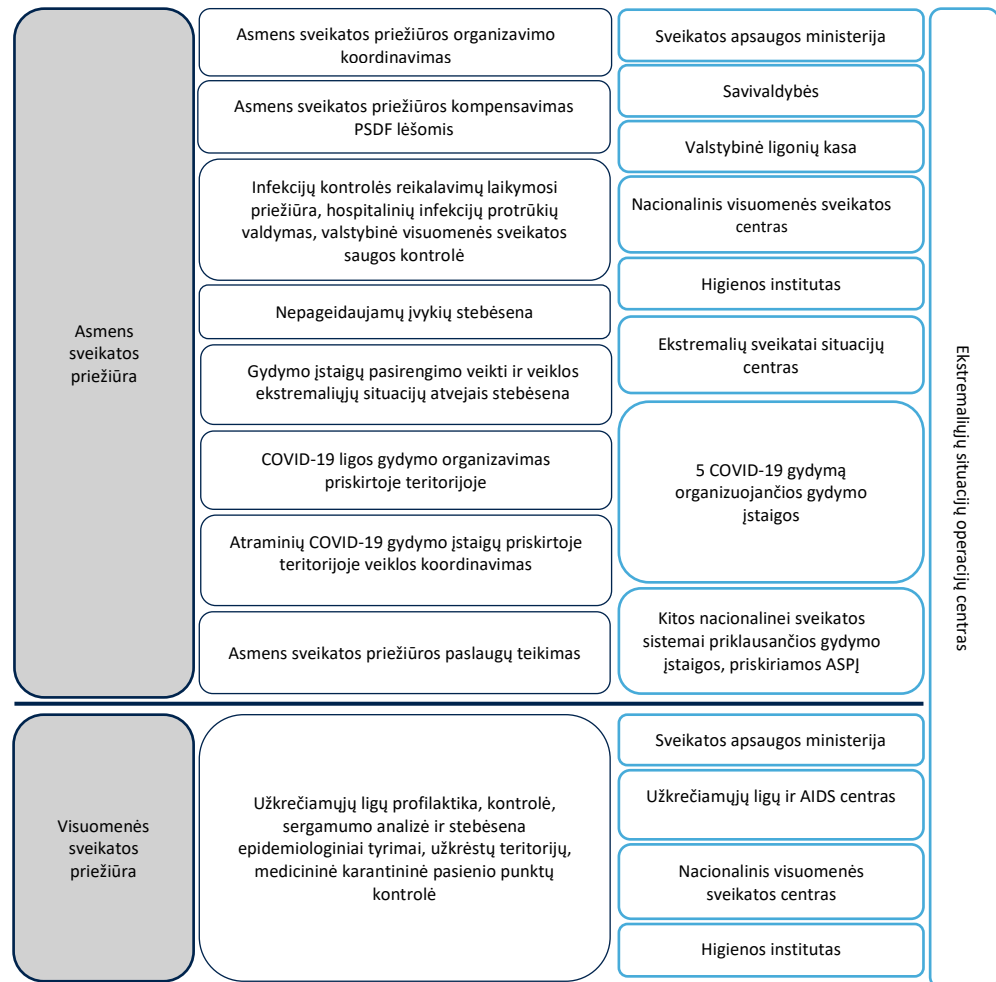 Asmens
sveikatos
priežiūra
Asmens sveikatos priežiūros organizavimo
koordinavimas
Asmens sveikatos priežiūros kompensavimas
PSDF lėšomis
Infekcijų kontrolės reikalavimų laikymosi
priežiūra, hospitalinių infekcijų protrūkių
valdymas, valstybinė visuomenės sveikatos
saugos kontrolė
Nepageidaujamų įvykių stebėsena
Gydymo įstaigų pasirengimo veikti ir veiklos
ekstremaliųjų situacijų atvejais stebėsena
COVID-19 ligos gydymo organizavimas
priskirtoje teritorijoje
Atraminių COVID-19 gydymo įstaigų priskirtoje
teritorijoje veiklos koordinavimas
Asmens sveikatos priežiūros paslaugų teikimas
Sveikatos apsaugos ministerija
Savivaldybės
Valstybinė ligonių kasa
Nacionalinis visuomenės sveikatos
centras
Higienos institutas
Ekstremalių sveikatai situacijų
centras
5 COVID-19 gydymą
organizuojančios gydymo
įstaigos
Kitos nacionalinei sveikatos
sistemai priklausančios gydymo
įstaigos, priskiriamos ASPĮ
Ekstremaliųjų situacijų operacijų centras
Visuomenės
sveikatos
priežiūra
Užkrečiamųjų ligų profilaktika, kontrolė,
sergamumo analizė ir stebėsena
epidemiologiniai tyrimai, užkrėstų teritorijų,
medicininė karantininė pasienio punktų
kontrolė
Sveikatos apsaugos ministerija
Užkrečiamųjų ligų ir AIDS centras
Nacionalinis visuomenės
sveikatos centras
Higienos institutas